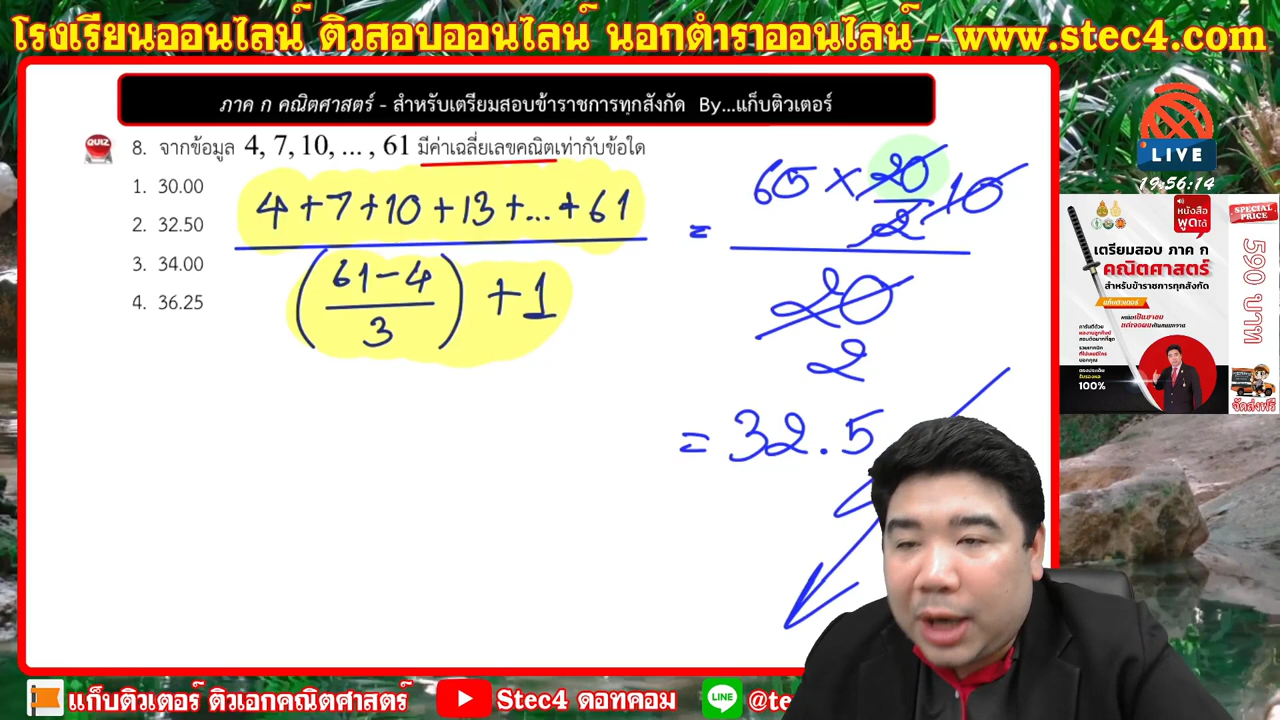 โรงเรียนออนไลน์ ติวสอบออนไลน์ นอกตำราออนไลน์ - www.stec4.com
ภาค ก คณิตศาสตร์ - สำหรับเตรียมสอบข้าราชการทุกสังกัด By...แก็บติวเตอร์
QUIZ
8. จากข้อมูล 4, 7, 10, ... , 61 มีค่าเฉลี่ยเลขคณิตเท่ากับข้อใด
1. 30.00
2. 32.50
3. 34.00
4. 36.25
4 + 7 + 10 + 13 + ... + 61
(61 - 4
3) + 1
= 65 × 20
2 10
20
2
= 32.5
LIVE
19:56:14
หนังสือ
พูดได้
เตรียมสอบ ภาค ก
คณิตศาสตร์
สำหรับข้าราชการทุกสังกัด
แก็บติวเตอร์
100%
SPECIAL
PRICE
590 บาท
จัดส่งฟรี
แก็บติวเตอร์ ติวเอกคณิตศาสตร์
Stec4 ดอทคอม
LINE
@te